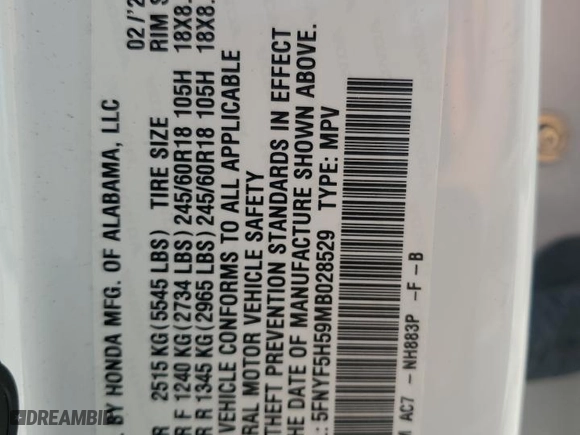 BY HONDA MFG. OF ALABAMA, LLC 02/'2
R 2515 KG(5545 LBS) TIRE SIZE RIM S
R F 1240 KG(2734 LBS) 245/60R18 105H 18X8.
R R 1345 KG(2965 LBS) 245/60R18 105H 18X8.
VEHICLE CONFORMS TO ALL APPLICABLE
RAL MOTOR VEHICLE SAFETY
THEFT PREVENTION STANDARDS IN EFFECT
HE DATE OF MANUFACTURE SHOWN ABOVE.
: 5FNYF5H59MB028529 TYPE: MPV
AC7 - NH883P -F -B
DREAMBID